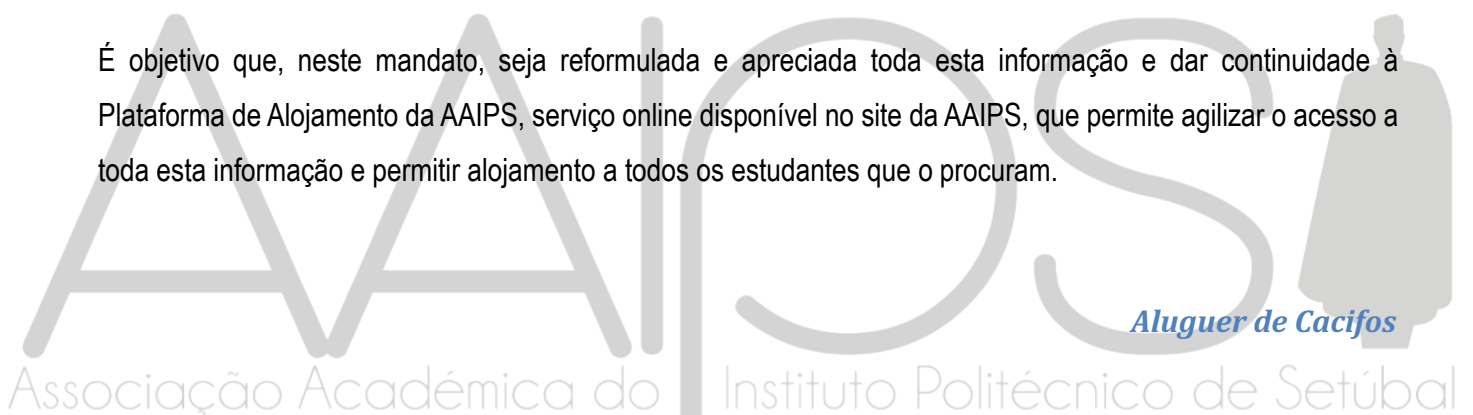 É objetivo que, neste mandato, seja reformulada e apreciada toda esta informação e dar continuidade à
Plataforma de Alojamento da AAIPS, serviço online disponível no site da AAIPS, que permite agilizar o acesso a
toda esta informação e permitir alojamento a todos os estudantes que o procuram.
AAIPS
Aluguer de Cacifos
Associação Académica do Instituto Politécnico de Setúbal